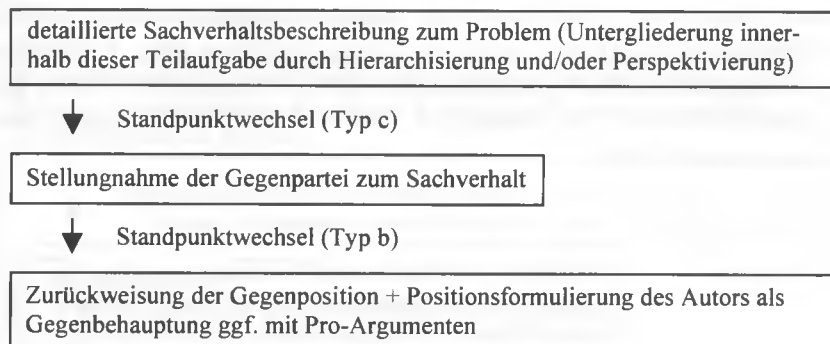 detaillierte Sachverhaltsbeschreibung zum Problem (Untergliederung inner-
halb dieser Teilaufgabe durch Hierarchisierung und/oder Perspektivierung)
Standpunktwechsel (Typ c)
Stellungnahme der Gegenpartei zum Sachverhalt
Standpunktwechsel (Typ b)
Zurückweisung der Gegenposition + Positionsformulierung des Autors als
Gegenbehauptung ggf. mit Pro-Argumenten